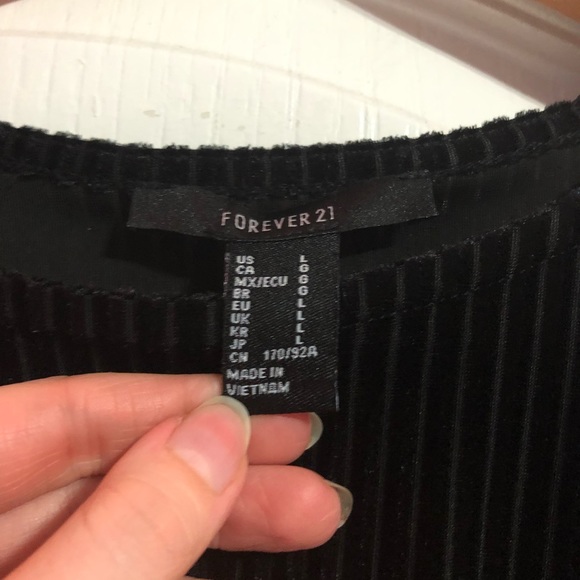 FOREVER 21
US L
CA G
MX/ECU G
BR G
EU L
UK L
KR L
JP L
CN 170/92A
MADE IN
VIETNAM